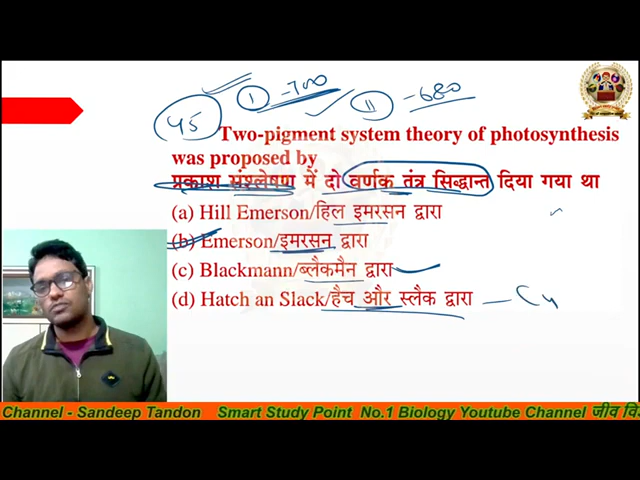 I -700 II -680
45 Two-pigment system theory of photosynthesis
was proposed by
प्रकाश संश्लेषण में दो वर्णक तंत्र सिद्धान्त दिया गया था
(a) Hill Emerson/हिल इमरसन द्वारा
(b) Emerson/इमरसन द्वारा
(c) Blackmann/ब्लैकमैन द्वारा
(d) Hatch an Slack/हैच और स्लैक द्वारा - C4
Channel - Sandeep Tandon Smart Study Point No.1 Biology Youtube Channel जीव वि